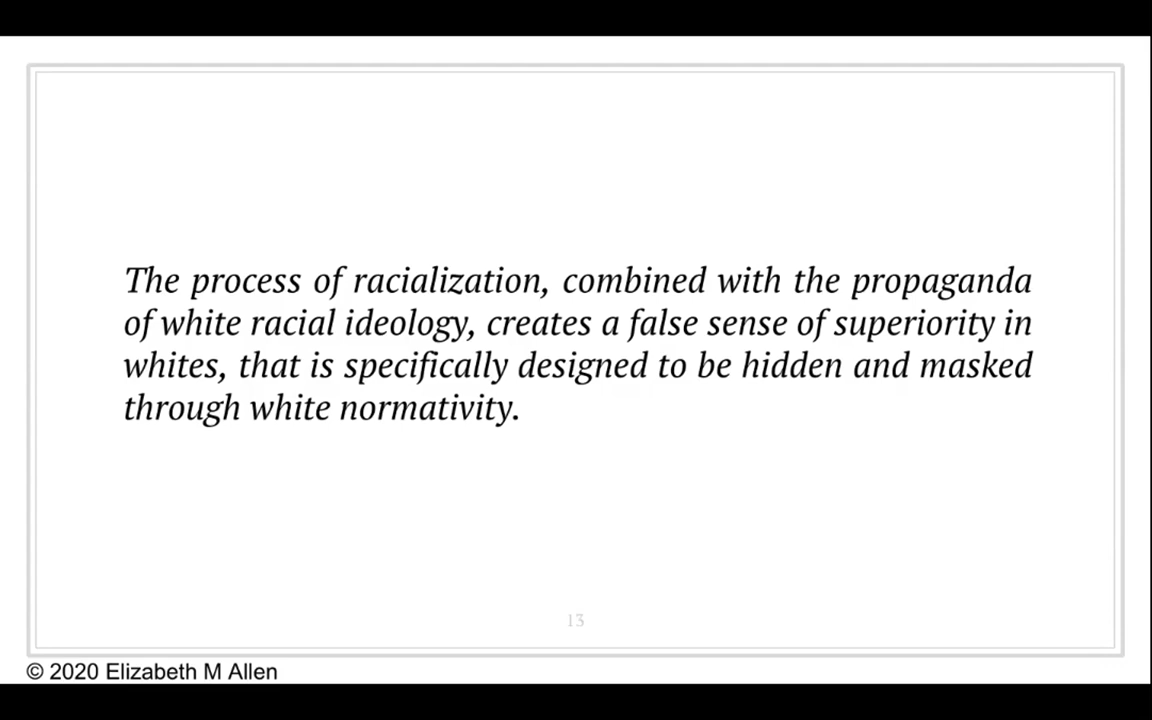 The process of racialization, combined with the propaganda
of white racial ideology, creates a false sense of superiority in
whites, that is specifically designed to be hidden and masked
through white normativity.
13
© 2020 Elizabeth M Allen